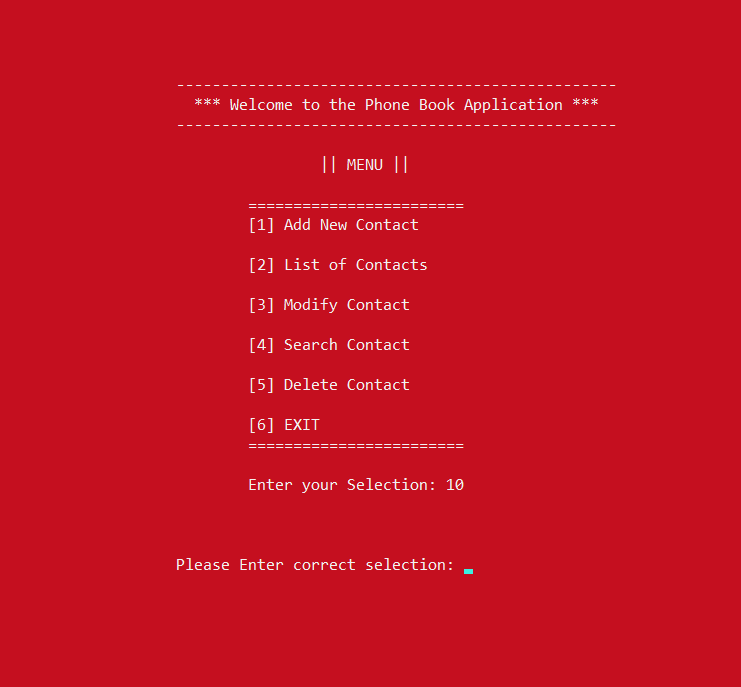 -------------------------------------------------
*** Welcome to the Phone Book Application ***
-------------------------------------------------
|| MENU ||
========================
[1] Add New Contact
[2] List of Contacts
[3] Modify Contact
[4] Search Contact
[5] Delete Contact
[6] EXIT
========================
Enter your Selection: 10
Please Enter correct selection: